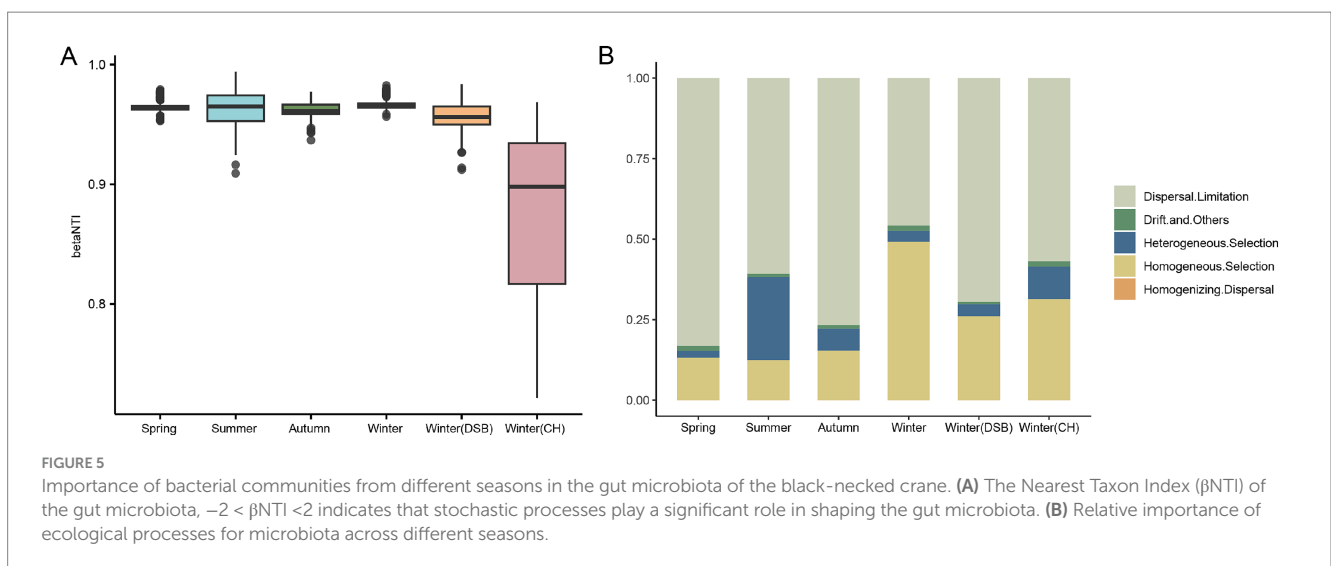 A
1.0
0.9
0.8
betaNTI
Spring Summer Autumn Winter Winter(DSB) Winter(CH)
B
1.00
0.75
0.50
0.25
0.00
Spring Summer Autumn Winter Winter(DSB) Winter(CH)
Dispersal.Limitation
Drift.and.Others
Heterogeneous.Selection
Homogeneous.Selection
Homogenizing.Dispersal
FIGURE 5
Importance of bacterial communities from different seasons in the gut microbiota of the black-necked crane. (A) The Nearest Taxon Index (βNTI) of
the gut microbiota, −2 < βNTI <2 indicates that stochastic processes play a significant role in shaping the gut microbiota. (B) Relative importance of
ecological processes for microbiota across different seasons.